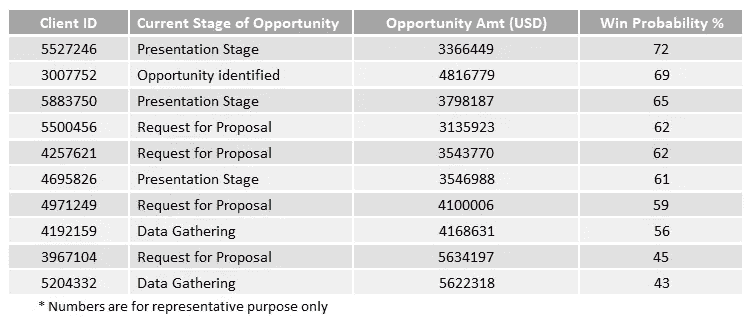 Client ID Current Stage of Opportunity Opportunity Amt (USD) Win Probability %
5527246 Presentation Stage 3366449 72
3007752 Opportunity identified 4816779 69
5883750 Presentation Stage 3798187 65
5500456 Request for Proposal 3135923 62
4257621 Request for Proposal 3543770 62
4695826 Presentation Stage 3546988 61
4971249 Request for Proposal 4100006 59
4192159 Data Gathering 4168631 56
3967104 Request for Proposal 5634197 45
5204332 Data Gathering 5622318 43
* Numbers are for representative purpose only